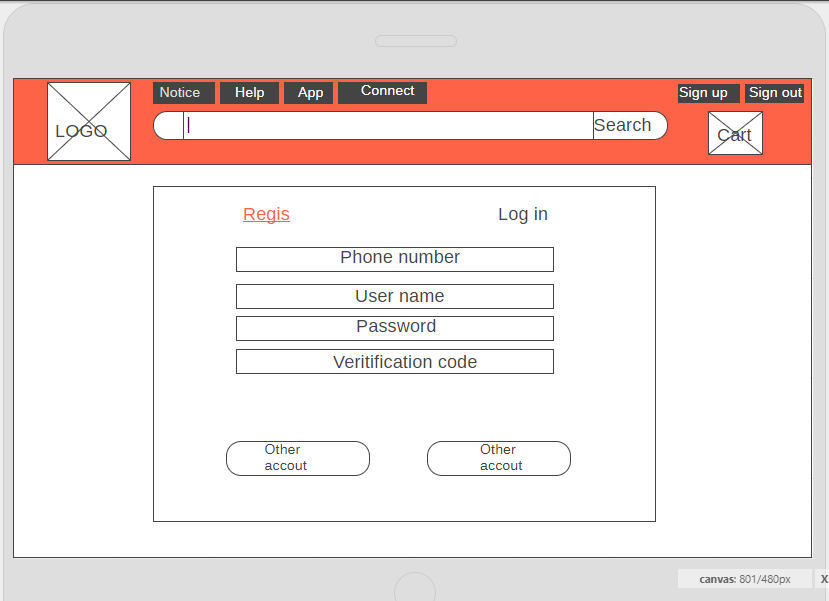 Notice Help App Connect Sign up Sign out
LOGO Search Cart
Regis Log in
Phone number
User name
Password
Veritification code
Other
accout
Other
accout
canvas: 801/480px X